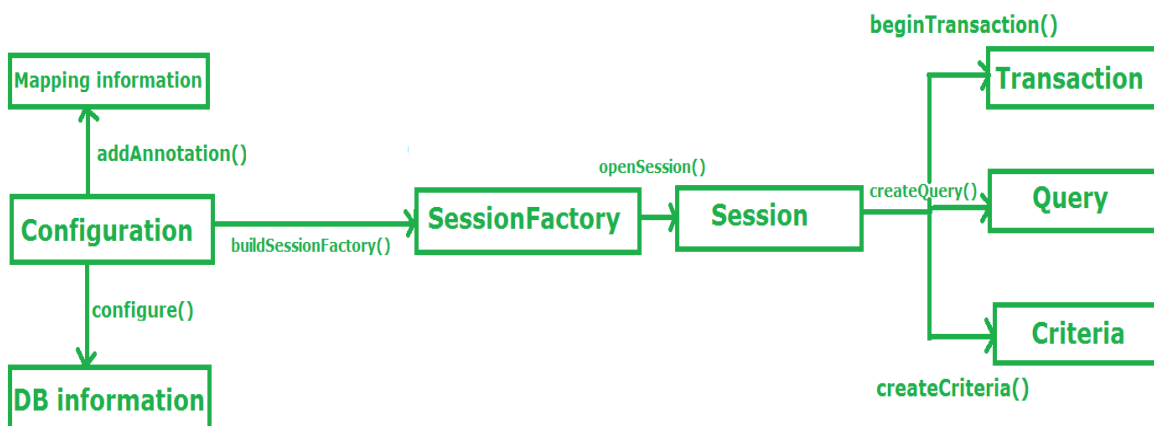 beginTransaction()
Mapping information
Transaction
addAnnotation()
openSession()
createQuery()
Query
Configuration
SessionFactory
Session
buildSessionFactory()
configure()
Criteria
DB information
createCriteria()